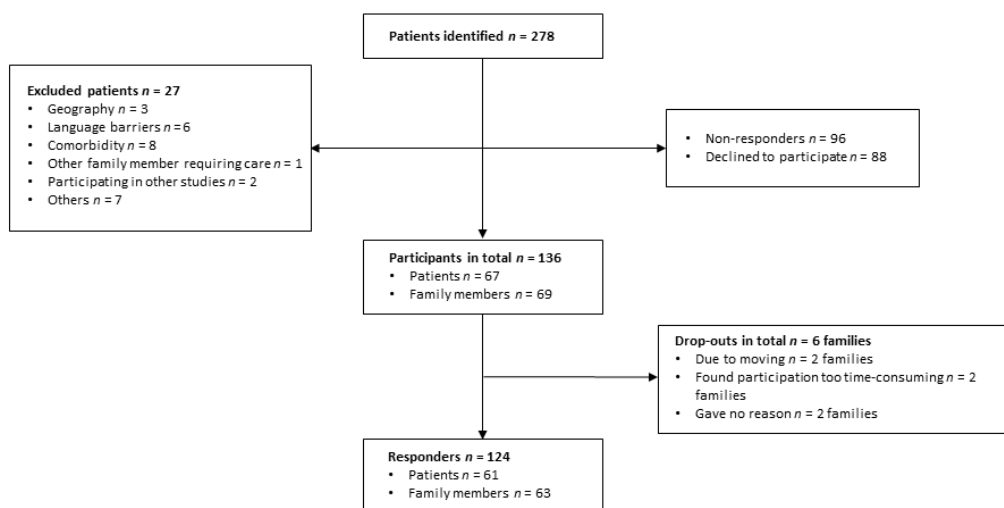 Patients identified n = 278
Excluded patients n = 27
• Geography n = 3
• Language barriers n = 6
• Comorbidity n = 8
• Other family member requiring care n = 1
• Participating in other studies n = 2
• Others n = 7
• Non-responders n = 96
• Declined to participate n = 88
Participants in total n = 136
• Patients n = 67
• Family members n = 69
Drop-outs in total n = 6 families
• Due to moving n = 2 families
• Found participation too time-consuming n = 2
families
• Gave no reason n = 2 families
Responders n = 124
• Patients n = 61
• Family members n = 63